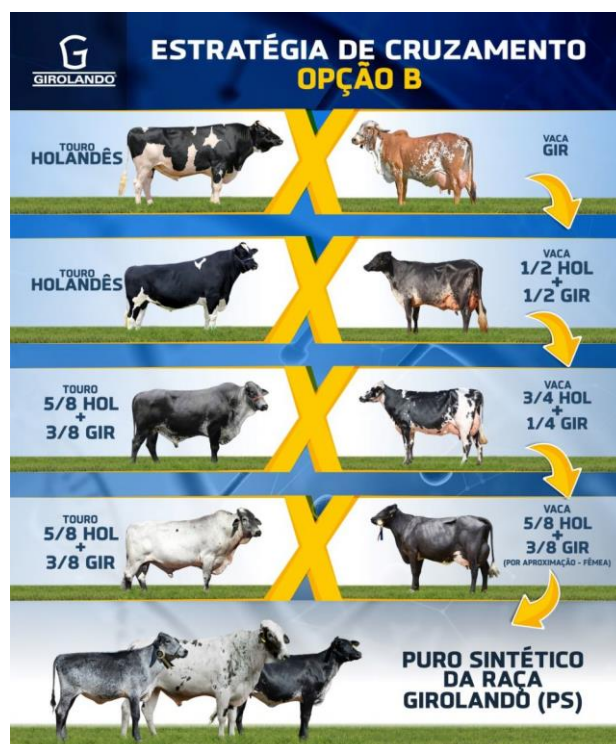 G
GIROLANDO
ESTRATÉGIA DE CRUZAMENTO
OPÇÃO B
TOURO
HOLANDÊS
VACA
GIR
TOURO
HOLANDÊS
VACA
1/2 HOL
+
1/2 GIR
TOURO
5/8 HOL
+
3/8 GIR
VACA
3/4 HOL
+
1/4 GIR
TOURO
5/8 HOL
+
3/8 GIR
VACA
5/8 HOL
+
3/8 GIR
(POR APROXIMAÇÃO - FÊMEA)
PURO SINTÉTICO
DA RAÇA
GIROLANDO (PS)